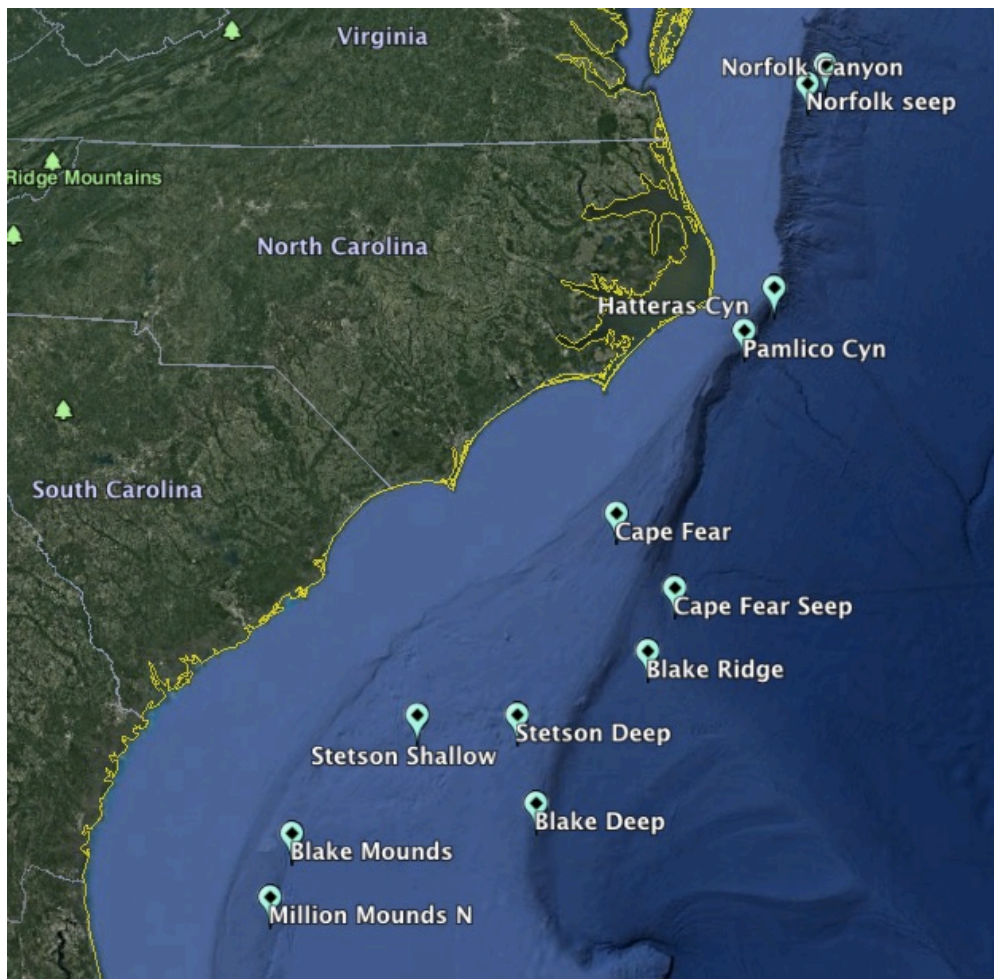 Virginia
Norfolk Canyon
Norfolk seep
Ridge Mountains
North Carolina
Hatteras Cyn
Pamlico Cyn
South Carolina
Cape Fear
Cape Fear Seep
Blake Ridge
Stetson Deep
Stetson Shallow
Blake Deep
Blake Mounds
Million Mounds N